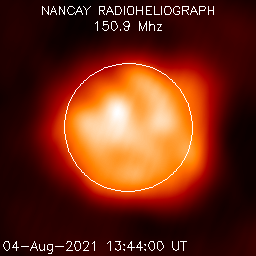 NANCAY RADIOHELIOGRAPH
150.9 Mhz
04-Aug-2021 13:44:00 UT